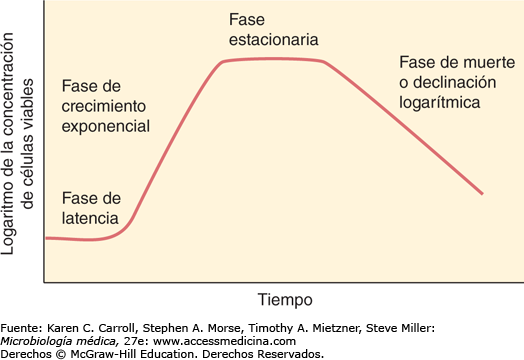 Fase
estacionaria
Fase de muerte
o declinación
logarítmica
Fase de
crecimiento
exponencial
Fase de
latencia
Logaritmo de la concentración
de células viables
Tiempo
Fuente: Karen C. Carroll, Stephen A. Morse, Timothy A. Mietzner, Steve Miller:
Microbiología médica, 27e: www.accessmedicina.com
Derechos © McGraw-Hill Education. Derechos Reservados.